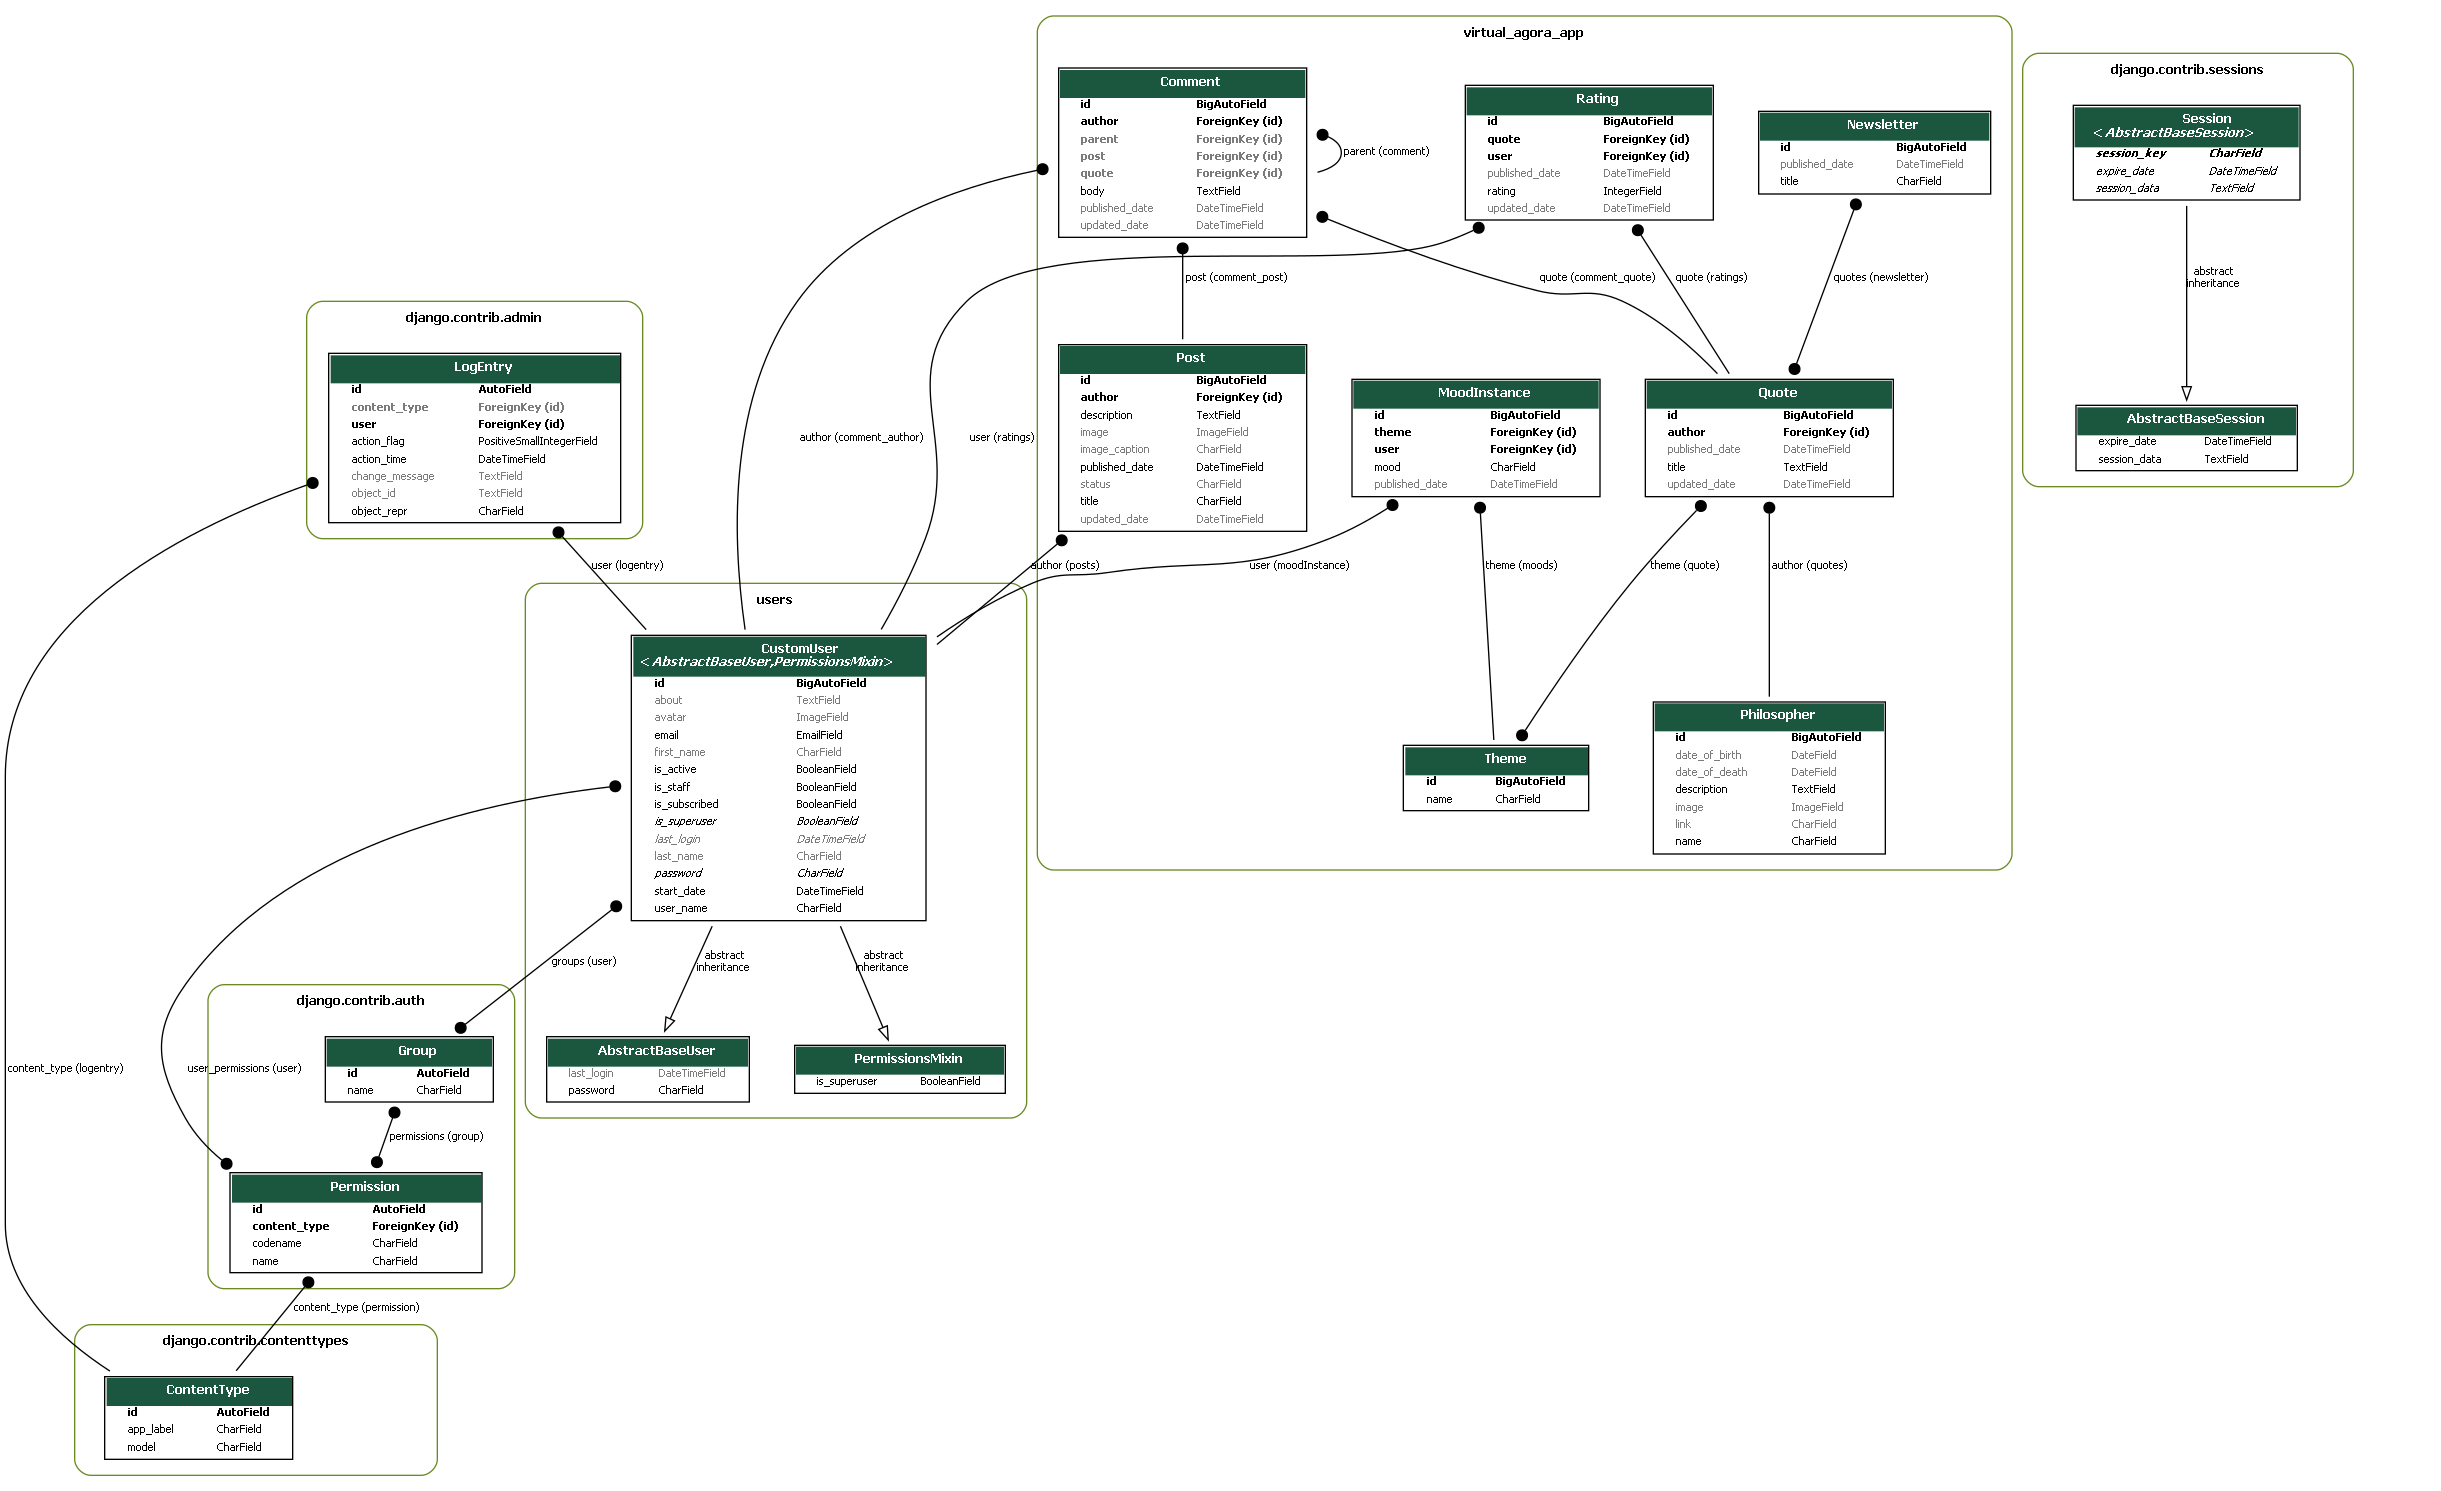 virtual_agora_app
Comment
id BigAutoField
author ForeignKey (id)
parent ForeignKey (id)
post ForeignKey (id)
quote ForeignKey (id)
body TextField
published_date DateTimeField
updated_date DateTimeField
Rating
id BigAutoField
quote ForeignKey (id)
user ForeignKey (id)
published_date DateTimeField
rating IntegerField
updated_date DateTimeField
Newsletter
id BigAutoField
published_date DateTimeField
title CharField
parent (comment)
post (comment_post)
quote (comment_quote)
quote (ratings)
quotes (newsletter)
Post
id BigAutoField
author ForeignKey (id)
description TextField
image ImageField
image_caption CharField
published_date DateTimeField
status CharField
title CharField
updated_date DateTimeField
MoodInstance
id BigAutoField
theme ForeignKey (id)
user ForeignKey (id)
mood CharField
published_date DateTimeField
Quote
id BigAutoField
author ForeignKey (id)
published_date DateTimeField
title TextField
updated_date DateTimeField
author (comment_author)
user (ratings)
author (posts)
user (moodInstance)
theme (moods)
theme (quote)
author (quotes)
Theme
id BigAutoField
name CharField
Philosopher
id BigAutoField
date_of_birth DateField
date_of_death DateField
description TextField
image ImageField
link CharField
name CharField
django.contrib.sessions
Session
<AbstractBaseSession>
session_key CharField
expire_date DateTimeField
session_data TextField
abstract
inheritance
AbstractBaseSession
expire_date DateTimeField
session_data TextField
django.contrib.admin
LogEntry
id AutoField
content_type ForeignKey (id)
user ForeignKey (id)
action_flag PositiveSmallIntegerField
action_time DateTimeField
change_message TextField
object_id TextField
object_repr CharField
user (logentry)
users
CustomUser
<AbstractBaseUser,PermissionsMixin>
id BigAutoField
about TextField
avatar ImageField
email EmailField
first_name CharField
is_active BooleanField
is_staff BooleanField
is_subscribed BooleanField
is_superuser BooleanField
last_login DateTimeField
last_name CharField
password CharField
start_date DateTimeField
user_name CharField
abstract
inheritance
abstract
inheritance
AbstractBaseUser
last_login DateTimeField
password CharField
PermissionsMixin
is_superuser BooleanField
groups (user)
django.contrib.auth
Group
id AutoField
name CharField
content_type (logentry)
user_permissions (user)
permissions (group)
Permission
id AutoField
content_type ForeignKey (id)
codename CharField
name CharField
content_type (permission)
django.contrib.contenttypes
ContentType
id AutoField
app_label CharField
model CharField